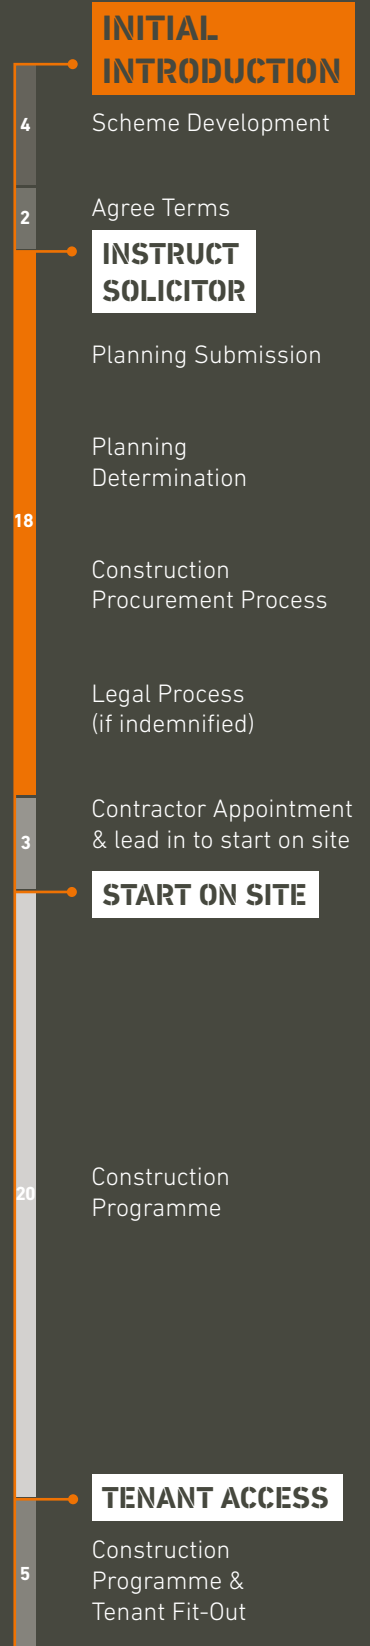 INITIAL
INTRODUCTION
4
Scheme Development
2
Agree Terms
INSTRUCT
SOLICITOR
Planning Submission
Planning
Determination
18
Construction
Procurement Process
Legal Process
(if indemnified)
Contractor Appointment
3
& lead in to start on site
START ON SITE
20
Construction
Programme
TENANT ACCESS
Construction
5
Programme &
Tenant Fit-Out